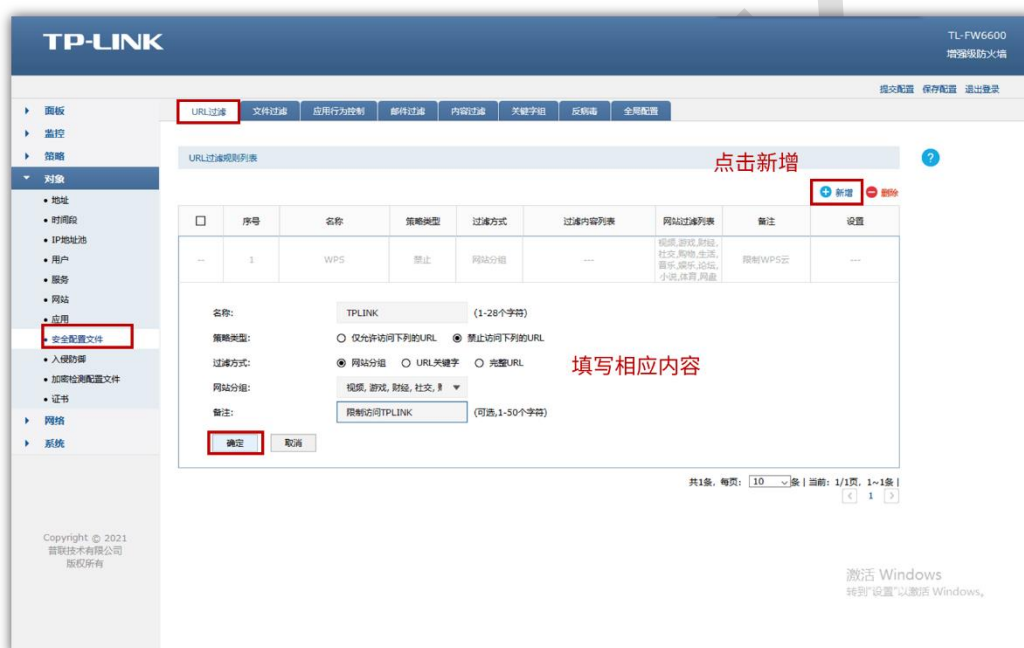 TP-LINK
TL-FW6600
增强级防火墙
提交配置 保存配置 退出登录
面板
监控
策略
对象
地址
时间段
IP地址池
用户
服务
网站
应用
安全配置文件
入侵防御
加密检测配置文件
证书
网络
系统
Copyright © 2021
普联技术有限公司
版权所有
URL过滤 文件过滤 应用行为控制 邮件过滤 内容过滤 关键字组 反病毒 全局配置
URL过滤规则列表
点击新增
?
新增 删除
序号 名称 策略类型 过滤方式 过滤内容列表 网站过滤列表 备注 设置
-- 1 WPS 禁止 网站分组 --- 视频,游戏,财经, 限制WPS云 ---
社交,购物,生活,
音乐,娱乐,论坛,
小说,体育,网盘
名称: TPLINK (1-28个字符)
策略类型: 仅允许访问下列的URL 禁止访问下列的URL
过滤方式: 网站分组 URL关键字 完整URL
填写相应内容
网站分组: 视频, 游戏, 财经, 社交,
备注: 限制访问TPLINK (可选,1-50个字符)
确定 取消
共1条, 每页: 10 条 | 当前: 1/1页, 1~1条 |
< 1 >
激活 Windows
转到"设置"以激活 Windows。